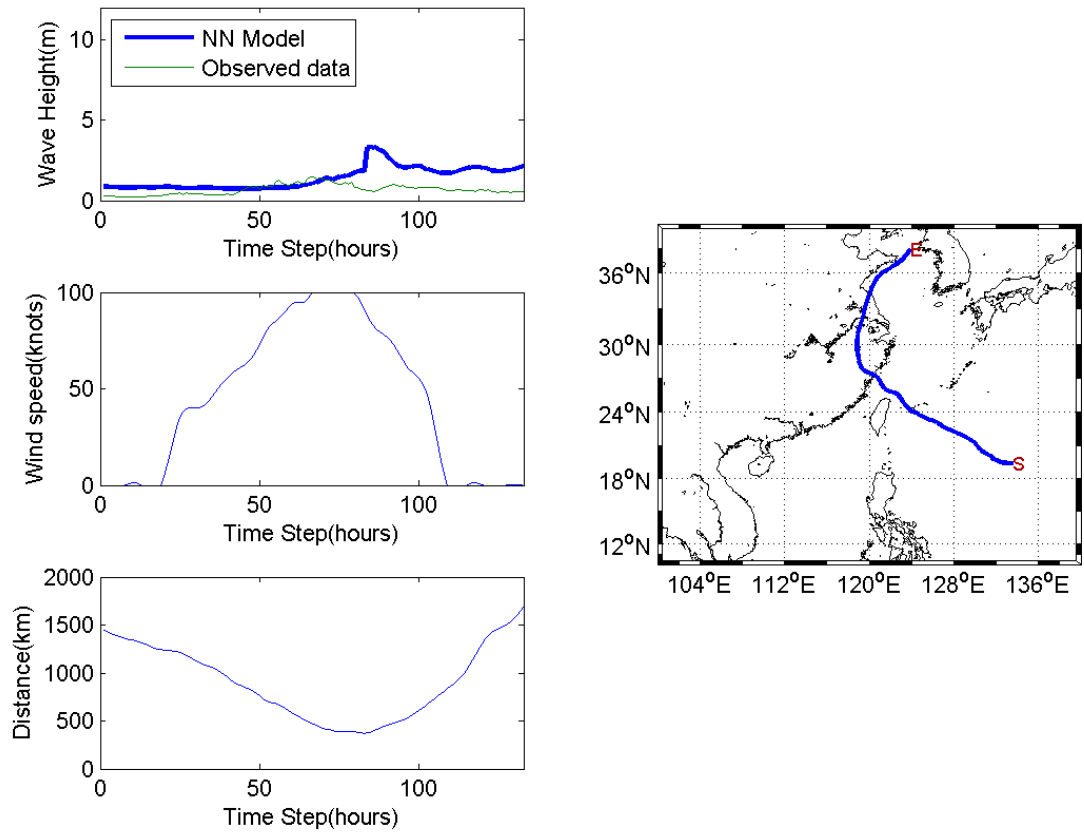 10
5
0
Wave Height(m)
NN Model
Observed data
0 50 100
Time Step(hours)
100
50
0
Wind speed(knots)
0 50 100
Time Step(hours)
2000
1500
1000
500
0
Distance(km)
0 50 100
Time Step(hours)
36°N
30°N
24°N
18°N
12°N
E
S
104°E 112°E 120°E 128°E 136°E